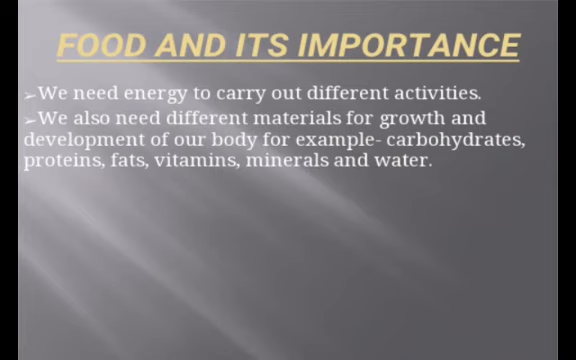 FOOD AND ITS IMPORTANCE
➢We need energy to carry out different activities.
➢We also need different materials for growth and
development of our body for example- carbohydrates,
proteins, fats, vitamins, minerals and water.